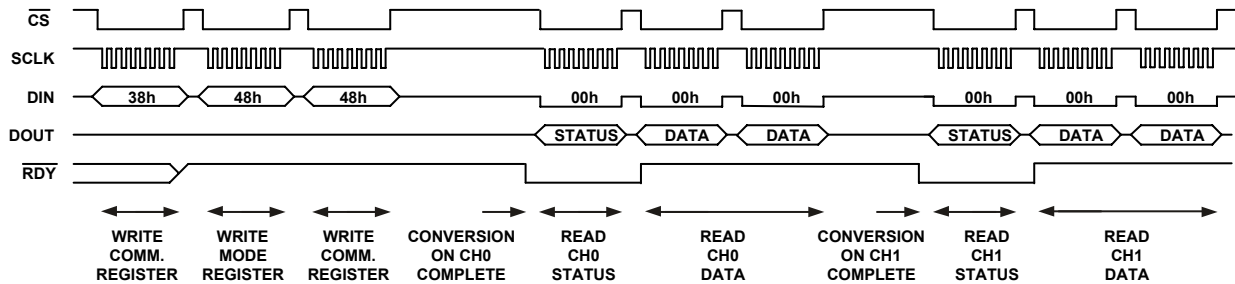 CS
SCLK
DIN 38h 48h 48h 00h 00h 00h 00h 00h 00h
DOUT STATUS DATA DATA STATUS DATA DATA
RDY
WRITE COMM. REGISTER
WRITE MODE REGISTER
WRITE COMM. REGISTER
CONVERSION ON CH0 COMPLETE
READ CH0 STATUS
READ CH0 DATA
CONVERSION ON CH1 COMPLETE
READ CH1 STATUS
READ CH1 DATA